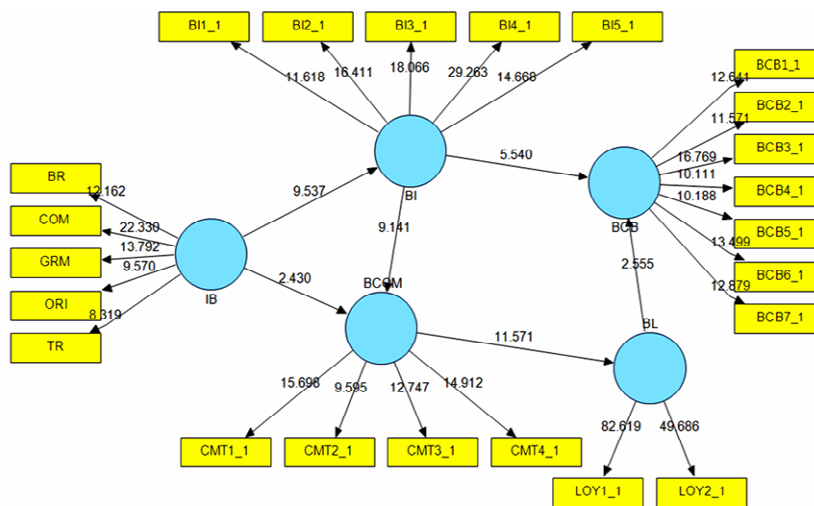 BI1_1
BI2_1
BI3_1
BI4_1
BI5_1
11.618
16.411
18.066
29.263
14.668
BCB1_1
BCB2_1
BCB3_1
BCB4_1
BCB5_1
BCB6_1
BCB7_1
12.641
11.571
16.769
10.111
10.188
13.499
12.879
BI
5.540
BCB
BR
COM
GRM
ORI
TR
12.162
22.330
13.792
9.570
8.319
IB
9.537
9.141
2.430
BCOM
2.555
BL
11.571
15.698
9.595
12.747
14.912
82.619
49.686
CMT1_1
CMT2_1
CMT3_1
CMT4_1
LOY1_1
LOY2_1